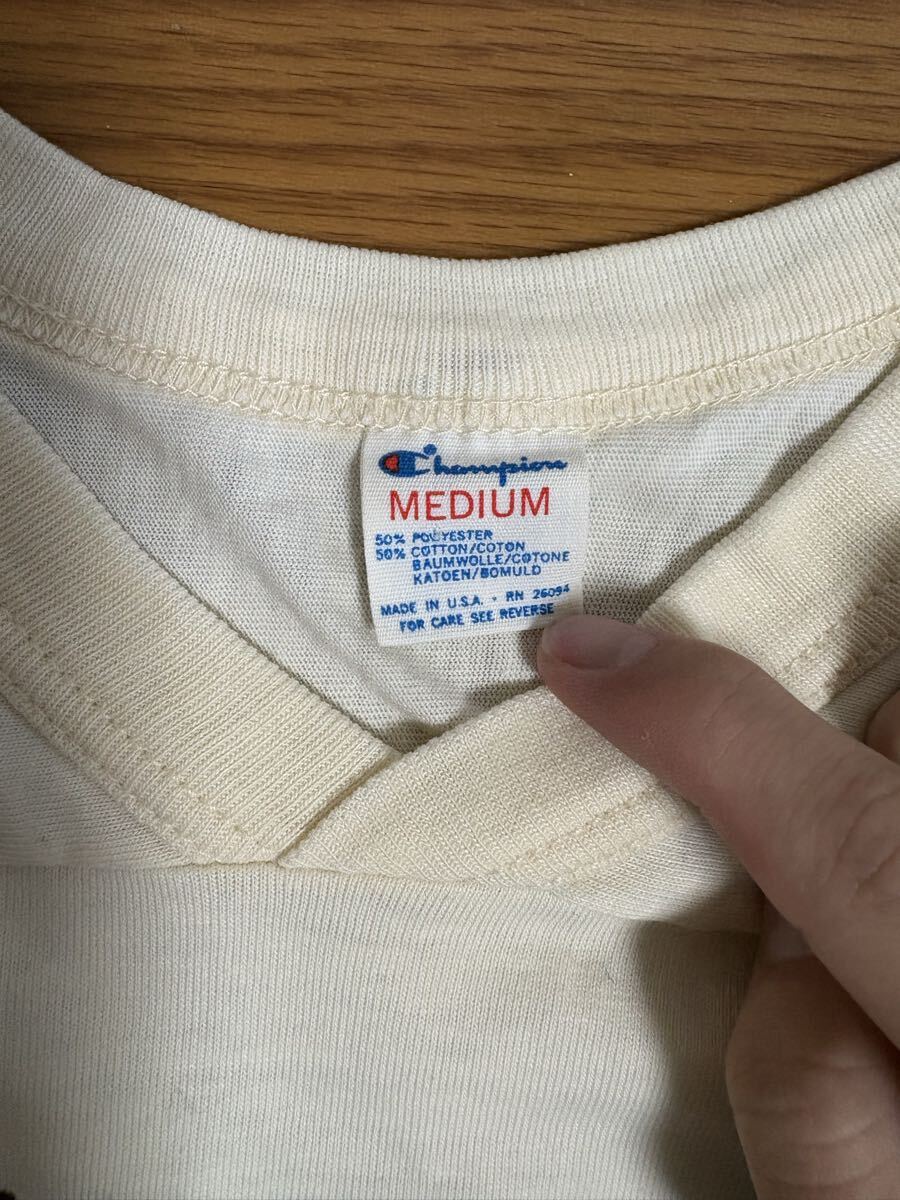 Champion
MEDIUM
50% POLYESTER
50% COTTON/COTON
BAUMWOLLE/COTONE
KATOEN/BOMULD
MADE IN U.S.A. • RN 26094
FOR CARE SEE REVERSE